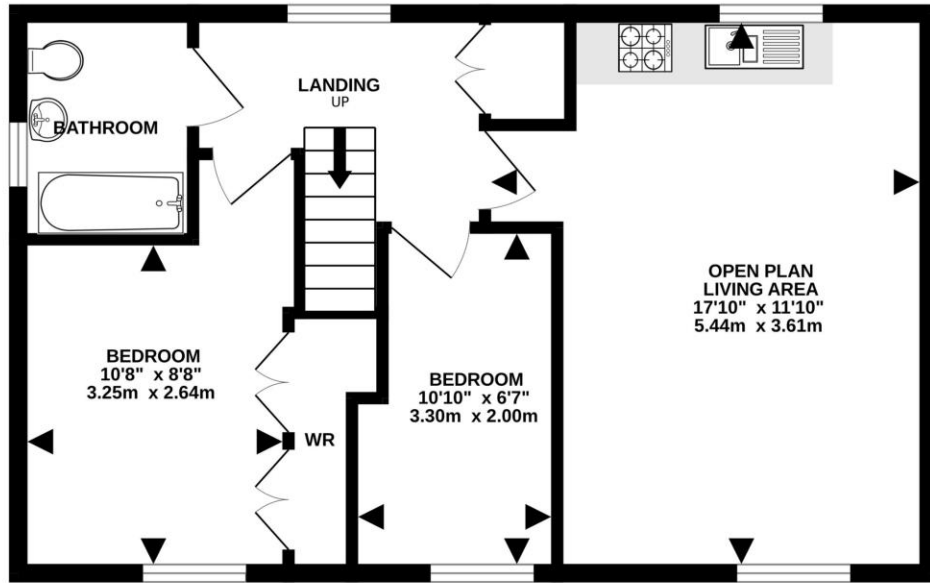 LANDING
UP
BATHROOM
OPEN PLAN
LIVING AREA
17'10" x 11'10"
5.44m x 3.61m
BEDROOM
10'8" x 8'8"
3.25m x 2.64m
BEDROOM
10'10" x 6'7"
3.30m x 2.00m
WR